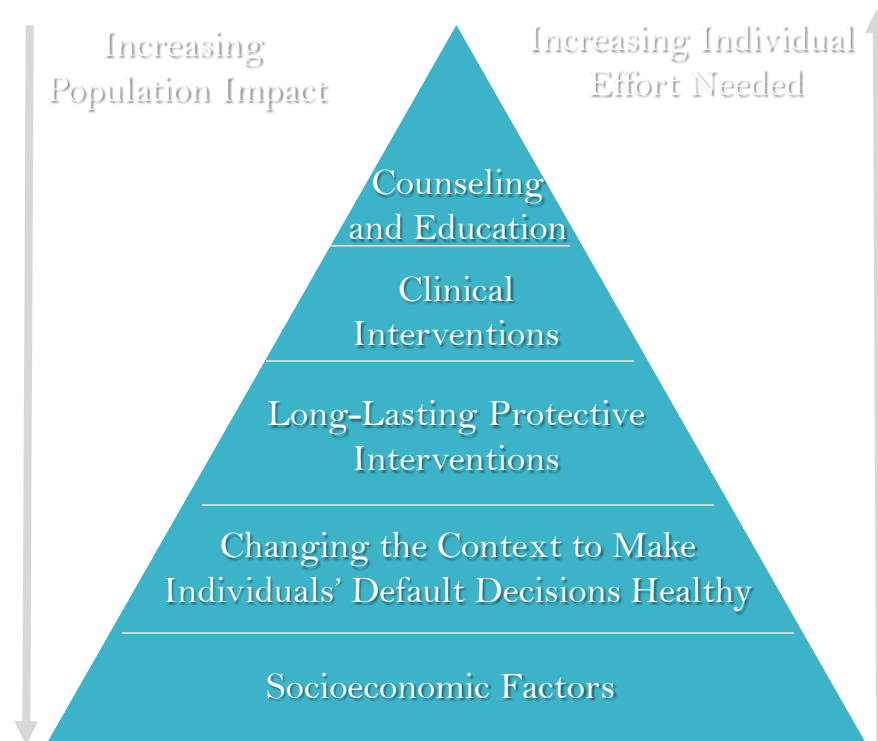 Increasing
Population Impact
Increasing Individual
Effort Needed
Counseling
and Education
Clinical
Interventions
Long-Lasting Protective
Interventions
Changing the Context to Make
Individuals’ Default Decisions Healthy
Socioeconomic Factors